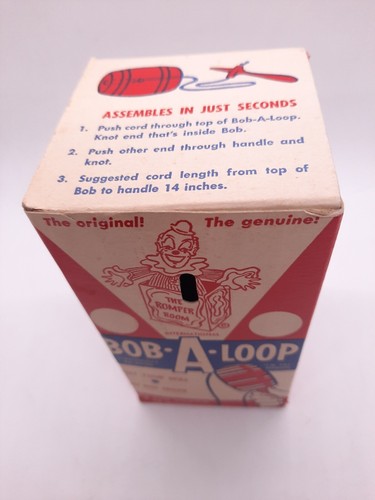 ASSEMBLES IN JUST SECONDS
1. Push cord through top of Bob-A-Loop.
Knot end that's inside Bob.
2. Push other end through handle and
knot.
3. Suggested cord length from top of
Bob to handle 14 inches.
The original! The genuine!
THE
ROMPER
ROOM
INTERNATIONAL
BOB-A-LOOP